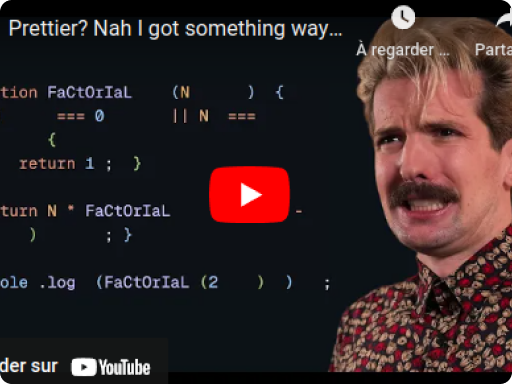 Prettier? Nah I got something way…
À regarder ... Parta
tion FaCtOrIaL (N ) {
=== 0 || N ===
{
return 1 ; }
turn N * FaCtOrIaL -
) ; }
ole .log (FaCtOrIaL (2 ) ) ;
der sur YouTube